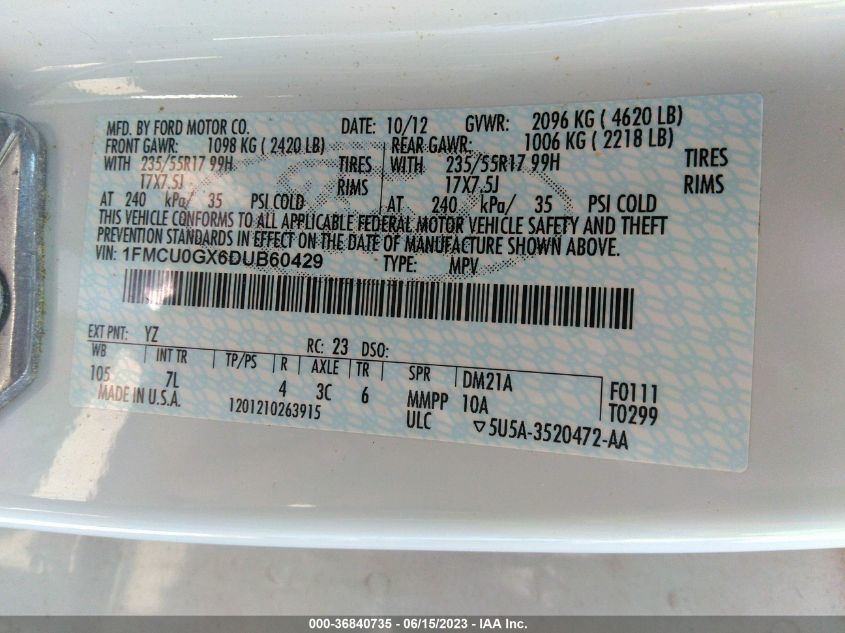 MFD. BY FORD MOTOR CO. DATE: 10/12 GVWR: 2096 KG ( 4620 LB)
FRONT GAWR: 1098 KG ( 2420 LB) REAR GAWR: 1006 KG ( 2218 LB)
WITH 235/55R17 99H TIRES WITH 235/55R17 99H TIRES
17X7.5J RIMS 17X7.5J RIMS
AT 240 kPa/ 35 PSI COLD AT 240 kPa/ 35 PSI COLD
THIS VEHICLE CONFORMS TO ALL APPLICABLE FEDERAL MOTOR VEHICLE SAFETY AND THEFT
PREVENTION STANDARDS IN EFFECT ON THE DATE OF MANUFACTURE SHOWN ABOVE.
VIN: 1FMCU0GX6DUB60429 TYPE: MPV
EXT PNT: YZ RC: 23 DSO:
WB INT TR TP/PS R AXLE TR SPR DM21A F0111
105 7L 4 3C 6 MMPP 10A T0299
MADE IN U.S.A. 1201210263915 ULC ▽5U5A-3520472-AA
000-36840735 - 06/15/2023 - IAA Inc.